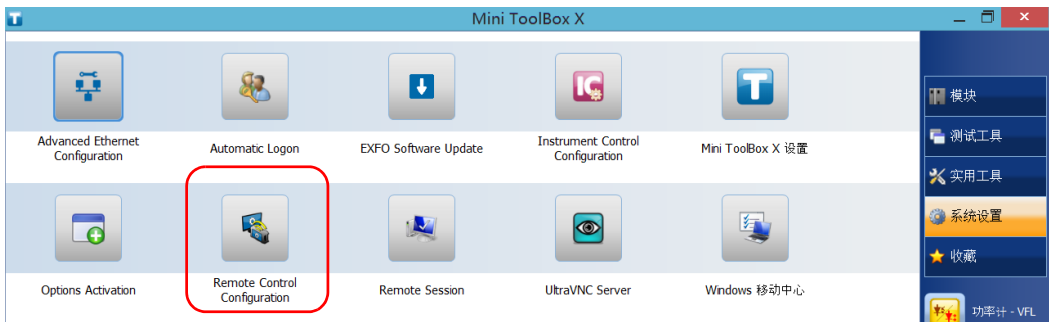 Mini ToolBox X
Advanced Ethernet
Configuration
Automatic Logon
EXFO Software Update
Instrument Control
Configuration
Mini ToolBox X 设置
Options Activation
Remote Control
Configuration
Remote Session
UltraVNC Server
Windows 移动中心
模块
测试工具
实用工具
系统设置
收藏
功率计 - VFL